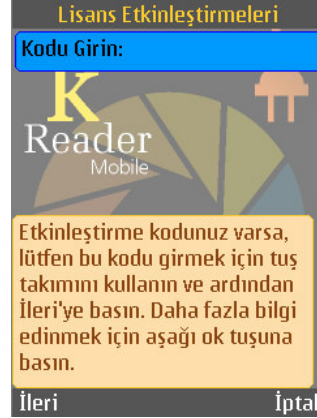 Lisans Etkinleştirmeleri
Kodu Girin:
K
Reader
Mobile
Etkinleştirme kodunuz varsa,
lütfen bu kodu girmek için tuş
takımını kullanın ve ardından
İleri'ye basın. Daha fazla bilgi
edinmek için aşağı ok tuşuna
basın.
İleri
İptal